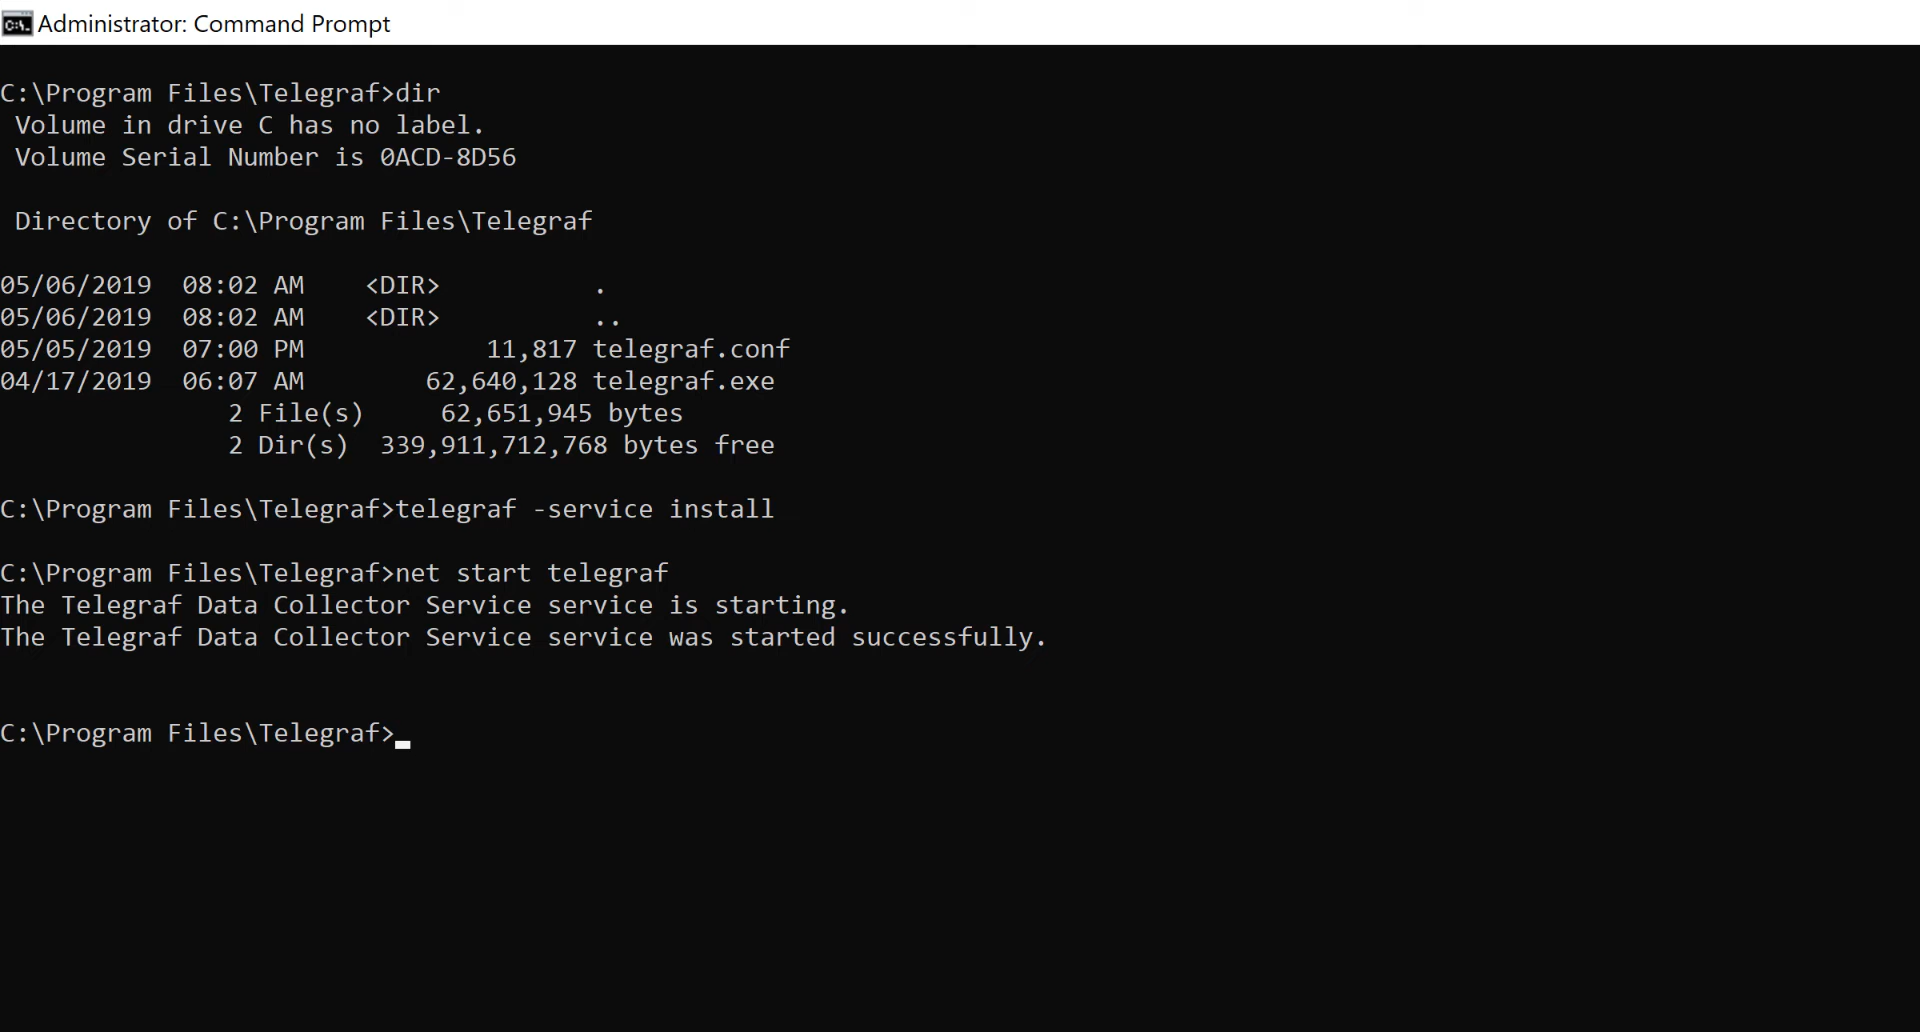 Administrator: Command Prompt
C:\Program Files\Telegraf>dir
 Volume in drive C has no label.
 Volume Serial Number is 0ACD-8D56
 Directory of C:\Program Files\Telegraf
05/06/2019  08:02 AM    <DIR>          .
05/06/2019  08:02 AM    <DIR>          ..
05/05/2019  07:00 PM            11,817 telegraf.conf
04/17/2019  06:07 AM        62,640,128 telegraf.exe
               2 File(s)     62,651,945 bytes
               2 Dir(s)  339,911,712,768 bytes free
C:\Program Files\Telegraf>telegraf -service install
C:\Program Files\Telegraf>net start telegraf
The Telegraf Data Collector Service service is starting.
The Telegraf Data Collector Service service was started successfully.
C:\Program Files\Telegraf>